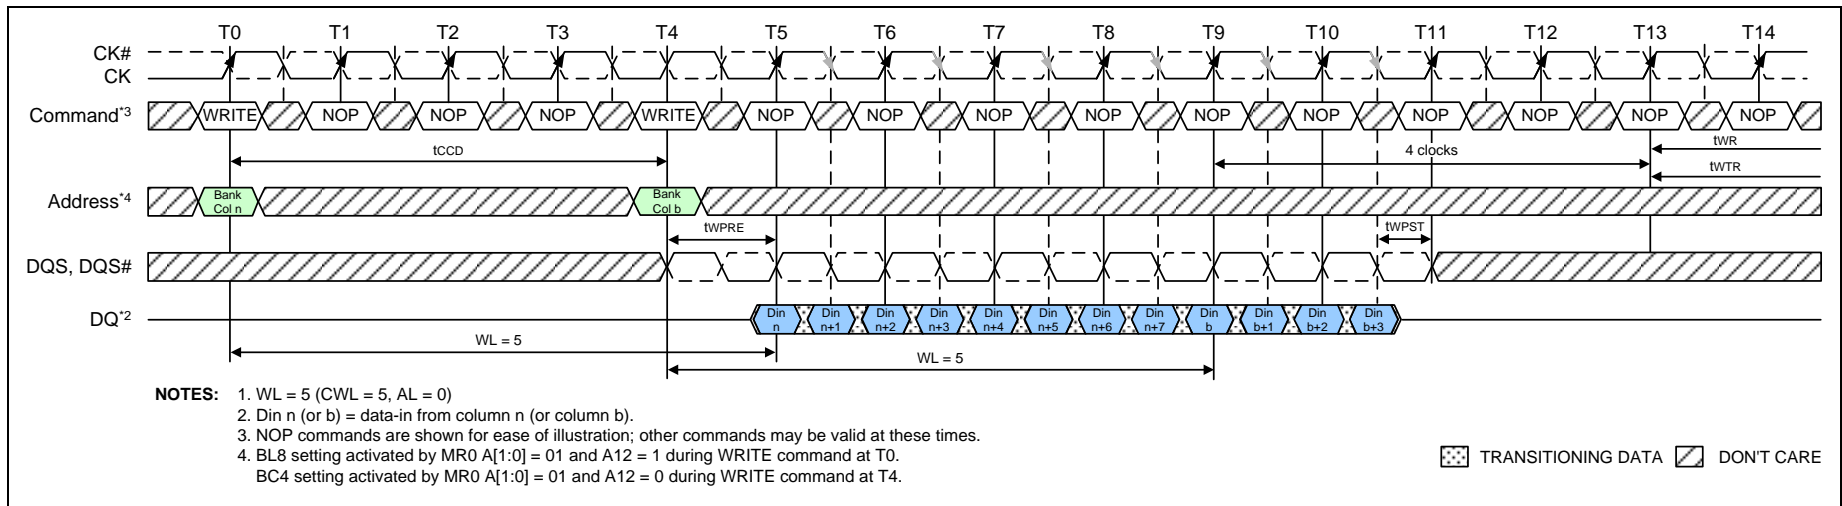 T0 T1 T2 T3 T4 T5 T6 T7 T8 T9 T10 T11 T12 T13 T14
CK#
CK
Command*3 WRITE NOP NOP NOP WRITE NOP NOP NOP NOP NOP NOP NOP NOP NOP NOP
tCCD 4 clocks tWR
tWTR
Address*4 Bank Col n Bank Col b
tWPRE tWPST
DQS, DQS#
DQ*2 Din n Din n+1 Din n+2 Din n+3 Din n+4 Din n+5 Din n+6 Din n+7 Din b Din b+1 Din b+2 Din b+3
WL = 5
WL = 5
NOTES: 1. WL = 5 (CWL = 5, AL = 0)
2. Din n (or b) = data-in from column n (or column b).
3. NOP commands are shown for ease of illustration; other commands may be valid at these times.
4. BL8 setting activated by MR0 A[1:0] = 01 and A12 = 1 during WRITE command at T0.
BC4 setting activated by MR0 A[1:0] = 01 and A12 = 0 during WRITE command at T4.
TRANSITIONING DATA DON'T CARE